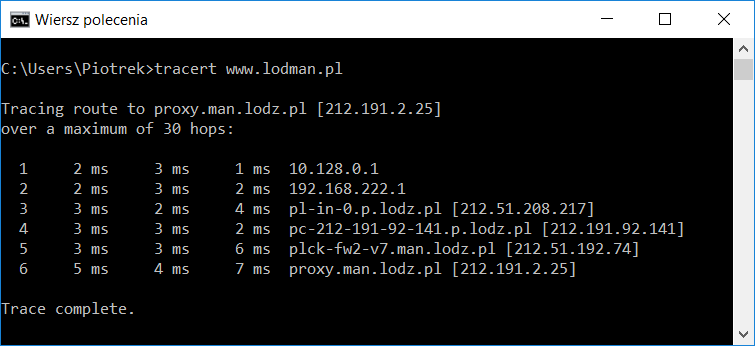 Wiersz polecenia
C:\Users\Piotrek>tracert www.lodman.pl
Tracing route to proxy.man.lodz.pl [212.191.2.25]
over a maximum of 30 hops:
1 2 ms 3 ms 1 ms 10.128.0.1
2 2 ms 3 ms 2 ms 192.168.222.1
3 3 ms 2 ms 4 ms pl-in-0.p.lodz.pl [212.51.208.217]
4 3 ms 3 ms 2 ms pc-212-191-92-141.p.lodz.pl [212.191.92.141]
5 3 ms 3 ms 6 ms plck-fw2-v7.man.lodz.pl [212.51.192.74]
6 5 ms 4 ms 7 ms proxy.man.lodz.pl [212.191.2.25]
Trace complete.